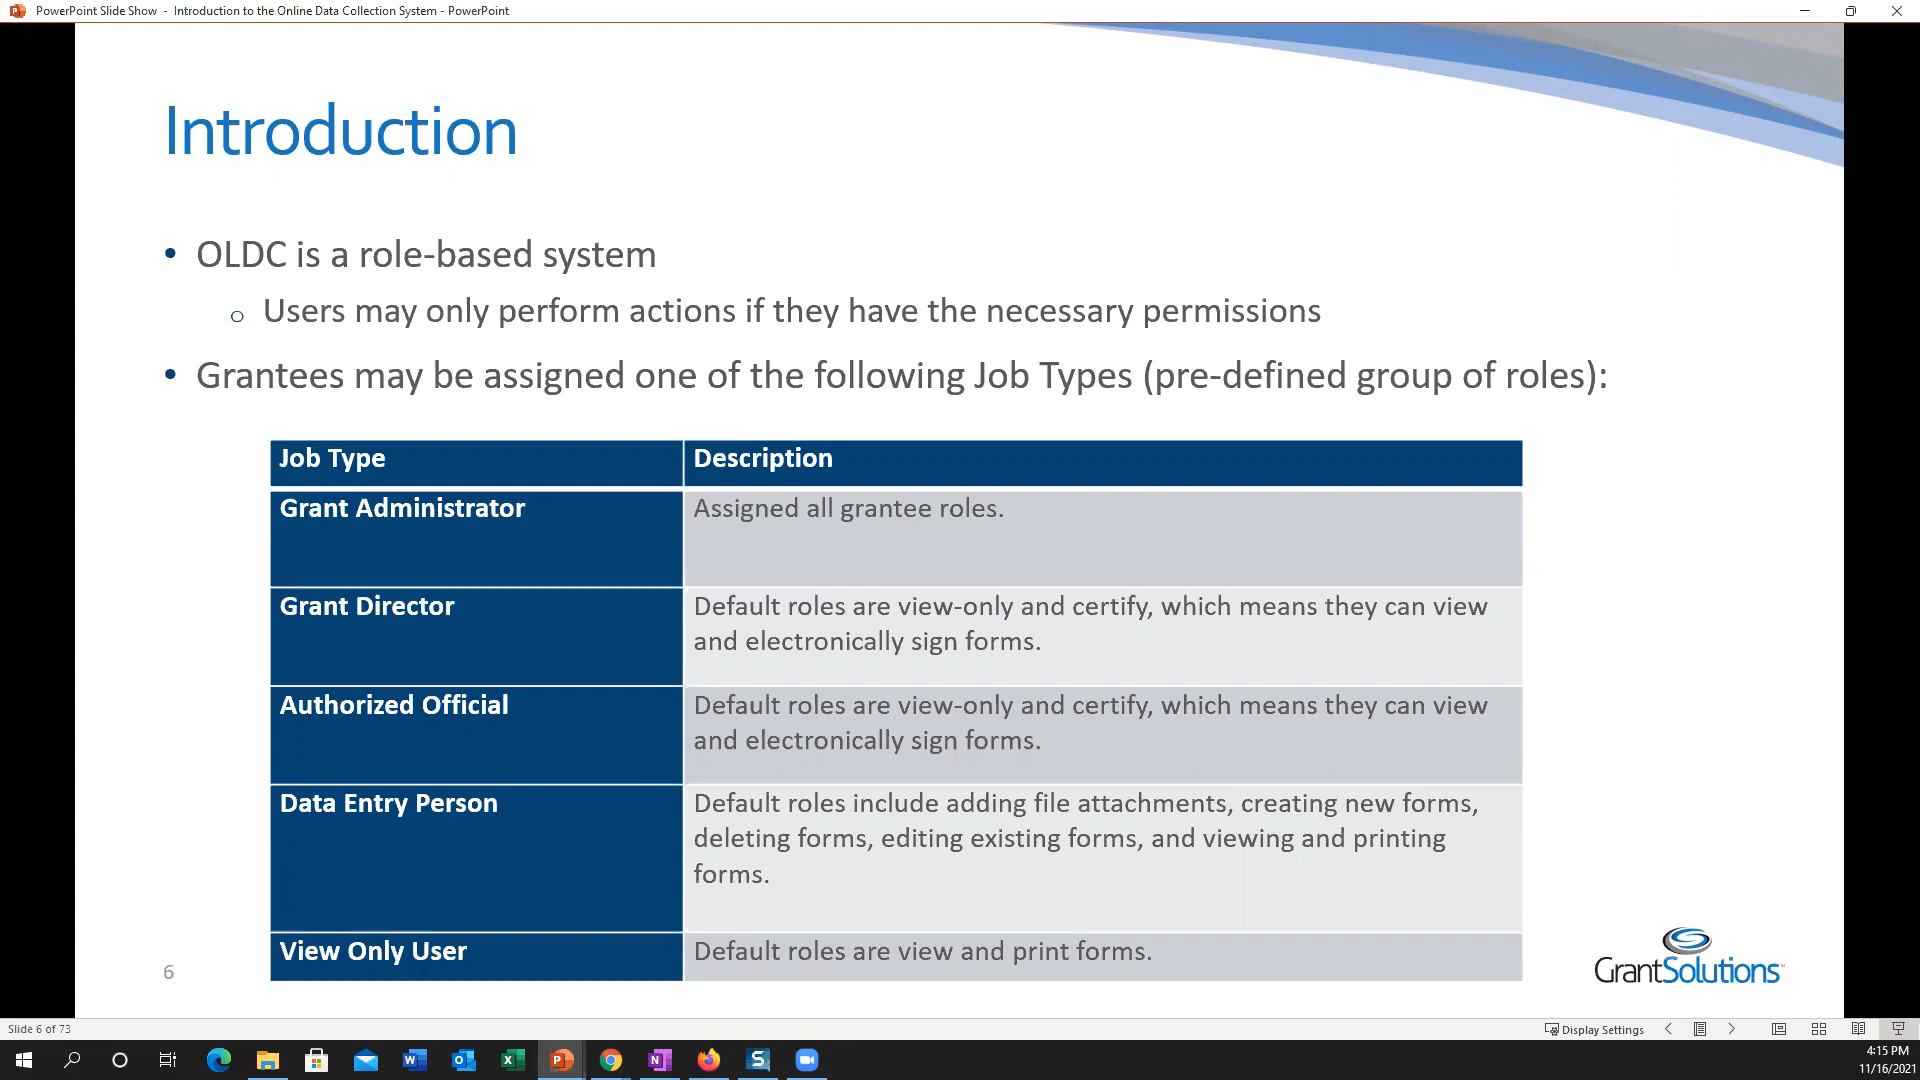 PowerPoint Slide Show - Introduction to the Online Data Collection System - PowerPoint
Introduction
• OLDC is a role-based system
o Users may only perform actions if they have the necessary permissions
• Grantees may be assigned one of the following Job Types (pre-defined group of roles):
Job Type Description
Grant Administrator Assigned all grantee roles.
Grant Director Default roles are view-only and certify, which means they can view
and electronically sign forms.
Authorized Official Default roles are view-only and certify, which means they can view
and electronically sign forms.
Data Entry Person Default roles include adding file attachments, creating new forms,
deleting forms, editing existing forms, and viewing and printing
forms.
View Only User Default roles are view and print forms.
6
GrantSolutions
Slide 6 of 73
Display Settings
4:15 PM
11/16/2021